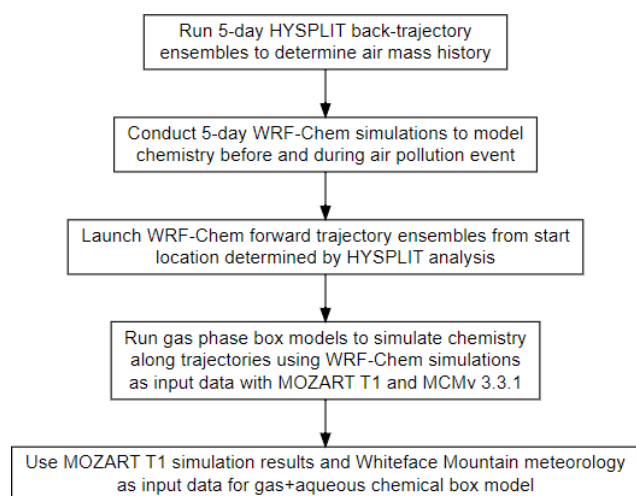 Run 5-day HYSPLIT back-trajectory
ensembles to determine air mass history
Conduct 5-day WRF-Chem simulations to model
chemistry before and during air pollution event
Launch WRF-Chem forward trajectory ensembles from start
location determined by HYSPLIT analysis
Run gas phase box models to simulate chemistry
along trajectories using WRF-Chem simulations
as input data with MOZART T1 and MCMv 3.3.1
Use MOZART T1 simulation results and Whiteface Mountain meteorology
as input data for gas+aqueous chemical box model